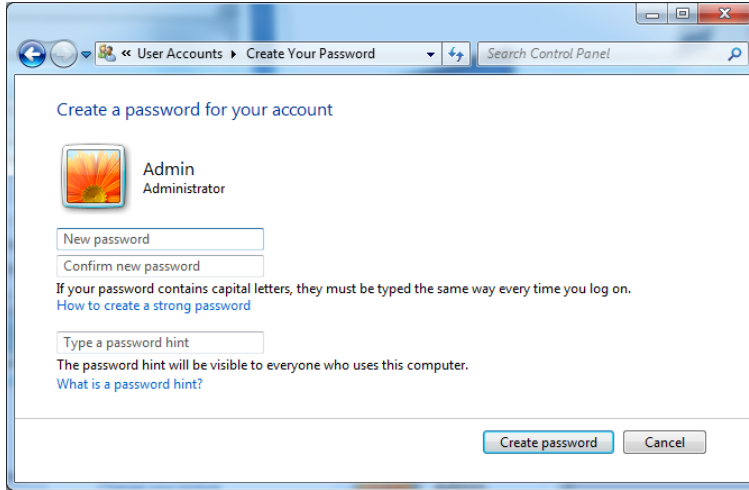 « User Accounts ▸ Create Your Password
Search Control Panel
Create a password for your account
Admin
Administrator
New password
Confirm new password
If your password contains capital letters, they must be typed the same way every time you log on.
How to create a strong password
Type a password hint
The password hint will be visible to everyone who uses this computer.
What is a password hint?
Create password
Cancel